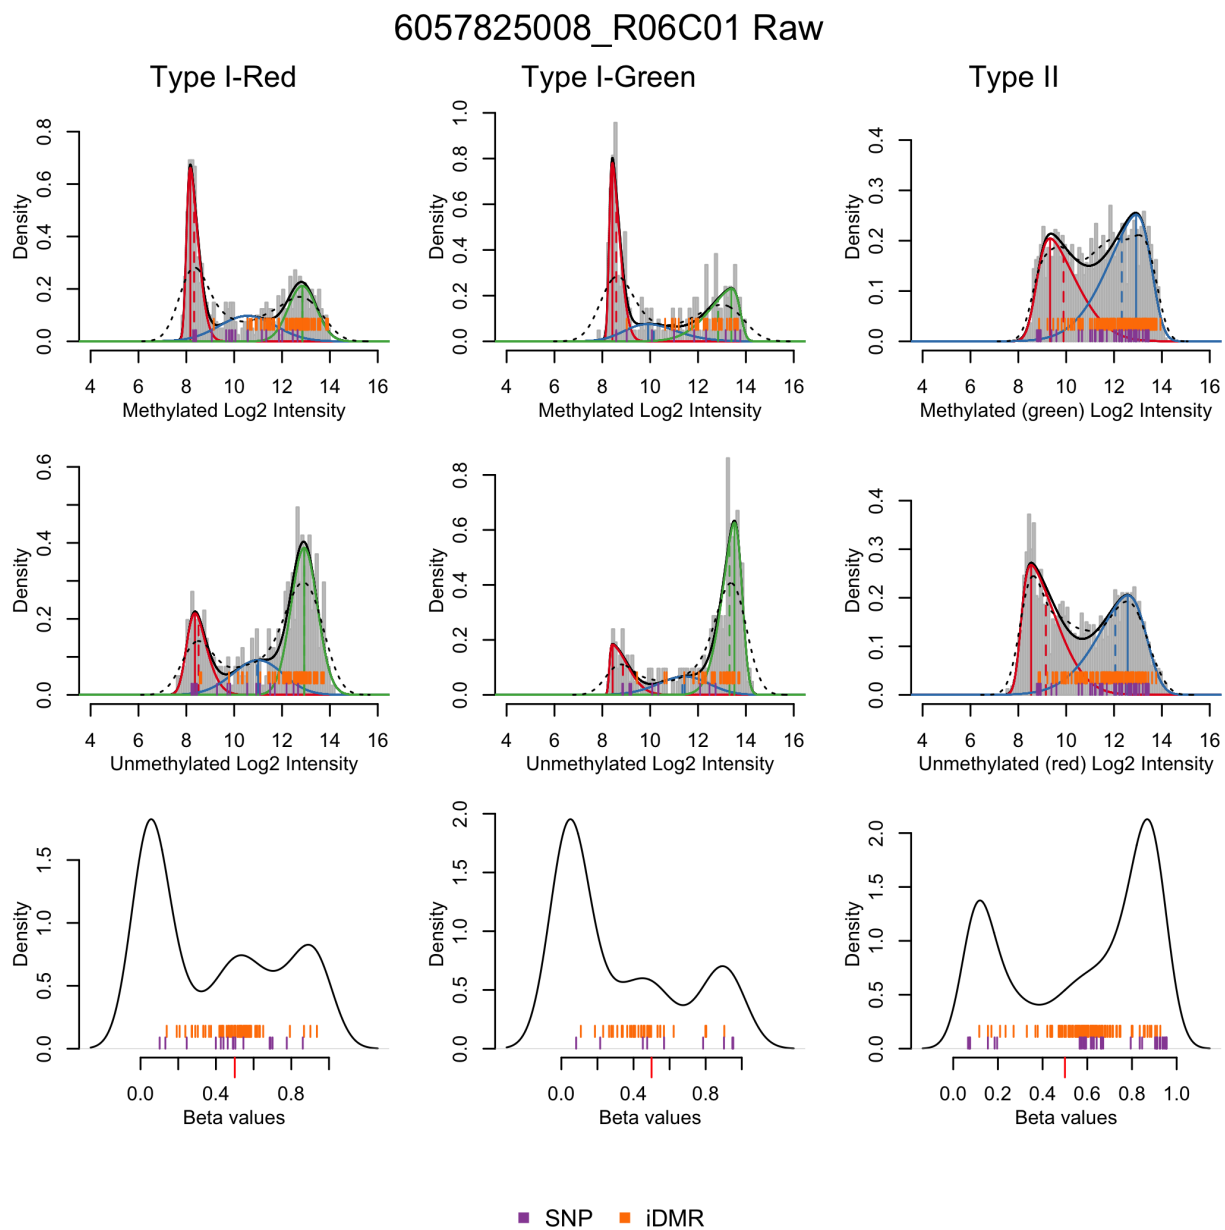 6057825008_R06C01 Raw
Type I-Red
Type I-Green
Type II
Density
0.0 0.2 0.4 0.6 0.8
4 6 8 10 12 14 16
Methylated Log2 Intensity
Density
0.0 0.2 0.4 0.6 0.8 1.0
4 6 8 10 12 14 16
Methylated Log2 Intensity
Density
0.0 0.1 0.2 0.3 0.4
4 6 8 10 12 14 16
Methylated (green) Log2 Intensity
Density
0.0 0.2 0.4 0.6
4 6 8 10 12 14 16
Unmethylated Log2 Intensity
Density
0.0 0.2 0.4 0.6 0.8
4 6 8 10 12 14 16
Unmethylated Log2 Intensity
Density
0.0 0.1 0.2 0.3 0.4
4 6 8 10 12 14 16
Unmethylated (red) Log2 Intensity
Density
0.0 0.5 1.0 1.5
0.0 0.4 0.8
Beta values
Density
0.0 0.5 1.0 1.5 2.0
0.0 0.4 0.8
Beta values
Density
0.0 0.5 1.0 1.5 2.0
0.0 0.2 0.4 0.6 0.8 1.0
Beta values
SNP iDMR